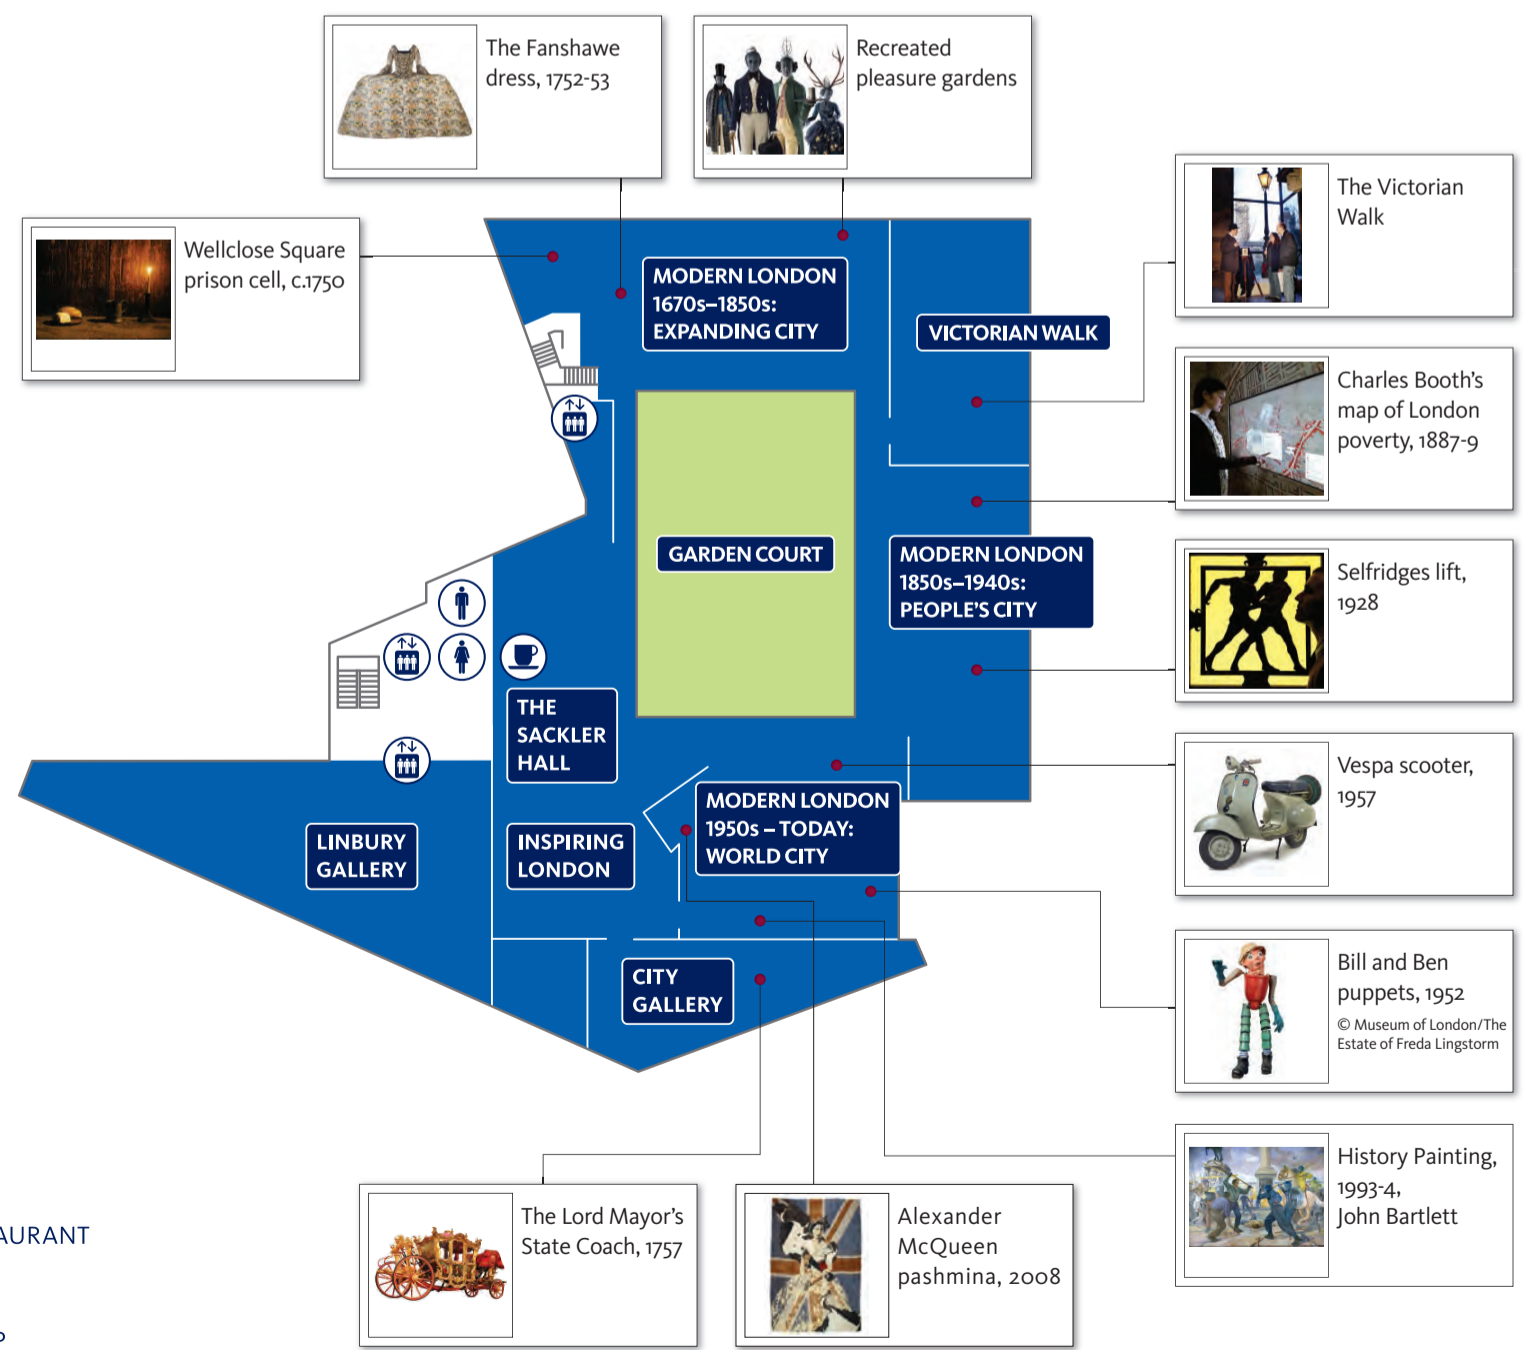 The Fanshawe
dress, 1752-53
Recreated
pleasure gardens
The Victorian
Walk
Wellclose Square
prison cell, c.1750
MODERN LONDON
1670s–1850s:
EXPANDING CITY
VICTORIAN WALK
Charles Booth's
map of London
poverty, 1887-9
GARDEN COURT
MODERN LONDON
1850s–1940s:
PEOPLE'S CITY
Selfridges lift,
1928
THE
SACKLER
HALL
Vespa scooter,
1957
MODERN LONDON
1950s – TODAY:
WORLD CITY
LINBURY
GALLERY
INSPIRING
LONDON
CITY
GALLERY
Bill and Ben
puppets, 1952
© Museum of London/The
Estate of Freda Lingstorm
History Painting,
1993-4,
John Bartlett
The Lord Mayor's
State Coach, 1757
Alexander
McQueen
pashmina, 2008
AURANT